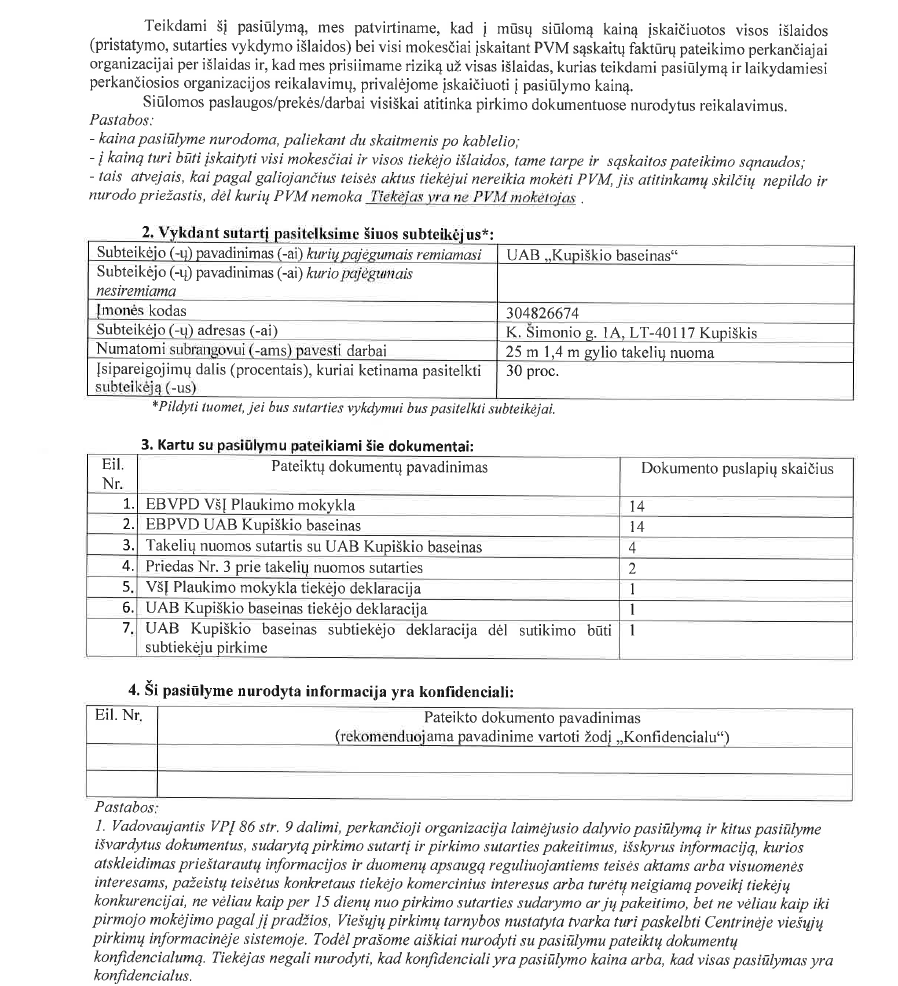 Teikdami šį pasiūlymą, mes patvirtiname, kad į mūsų siūlomą kainą įskaičiuotos visos išlaidos
(pristatymo, sutarties vykdymo išlaidos) bei visi mokesčiai įskaitant PVM sąskaitų faktūrų pateikimo perkančiajai
organizacijai per išlaidas ir, kad mes prisiimame riziką už visas išlaidas, kurias teikdami pasiūlymą ir laikydamiesi
perkančiosios organizacijos reikalavimų, privalėjome įskaičiuoti į pasiūlymo kainą.
Siūlomos paslaugos/prekės/darbai visiškai atitinka pirkimo dokumentuose nurodytus reikalavimus.
Pastabos:
- kaina pasiūlyme nurodoma, paliekant du skaitmenis po kablelio;
- į kainą turi būti įskaityti visi mokesčiai ir visos tiekėjo išlaidos, tame tarpe ir sąskaitos pateikimo sąnaudos;
- tais atvejais, kai pagal galiojančius teisės aktus tiekėjui nereikia mokėti PVM, jis atitinkamų skilčių nepildo ir
nurodo priežastis, dėl kurių PVM nemoka Tiekėjas yra ne PVM mokėtojas .
2. Vykdant sutartį pasitelksime šiuos subteikėjus*:
Subteikėjo (-ų) pavadinimas (-ai) kurių pajėgumais remiamasi UAB „Kupiškio baseinas“
Subteikėjo (-ų) pavadinimas (-ai) kurio pajėgumais
nesiremiama
Įmonės kodas 304826674
Subteikėjo (-ų) adresas (-ai) K. Šimonio g. 1A, LT-40117 Kupiškis
Numatomi subrangovui (-ams) pavesti darbai 25 m 1,4 m gylio takelių nuoma
Įsipareigojimų dalis (procentais), kuriai ketinama pasitelkti 30 proc.
subteikėją (-us)
*Pildyti tuomet, jei bus sutarties vykdymui bus pasitelkti subteikėjai.
3. Kartu su pasiūlymu pateikiami šie dokumentai:
Eil. Pateiktų dokumentų pavadinimas Dokumento puslapių skaičius
Nr.
1. EBVPD VšĮ Plaukimo mokykla 14
2. EBPVD UAB Kupiškio baseinas 14
3. Takelių nuomos sutartis su UAB Kupiškio baseinas 4
4. Priedas Nr. 3 prie takelių nuomos sutarties 2
5. VšĮ Plaukimo mokykla tiekėjo deklaracija 1
6. UAB Kupiškio baseinas tiekėjo deklaracija 1
7. UAB Kupiškio baseinas subtiekėjo deklaracija dėl sutikimo būti 1
subtiekėju pirkime
4. Ši pasiūlyme nurodyta informacija yra konfidenciali:
Eil. Nr. Pateikto dokumento pavadinimas
(rekomenduojama pavadinime vartoti žodį „Konfidencialu“)
Pastabos:
1. Vadovaujantis VPĮ 86 str. 9 dalimi, perkančioji organizacija laimėjusio dalyvio pasiūlymą ir kitus pasiūlyme
išvardytus dokumentus, sudarytą pirkimo sutartį ir pirkimo sutarties pakeitimus, išskyrus informaciją, kurios
atskleidimas prieštarautų informacijos ir duomenų apsaugą reguliuojantiems teisės aktams arba visuomenės
interesams, pažeistų teisėtus konkretaus tiekėjo komercinius interesus arba turėtų neigiamą poveikį tiekėjų
konkurencijai, ne vėliau kaip per 15 dienų nuo pirkimo sutarties sudarymo ar jų pakeitimo, bet ne vėliau kaip iki
pirmojo mokėjimo pagal jį pradžios, Viešųjų pirkimų tarnybos nustatyta tvarka turi paskelbti Centrinėje viešųjų
pirkimų informacinėje sistemoje. Todėl prašome aiškiai nurodyti su pasiūlymu pateiktų dokumentų
konfidencialumą. Tiekėjas negali nurodyti, kad konfidenciali yra pasiūlymo kaina arba, kad visas pasiūlymas yra
konfidencialus.